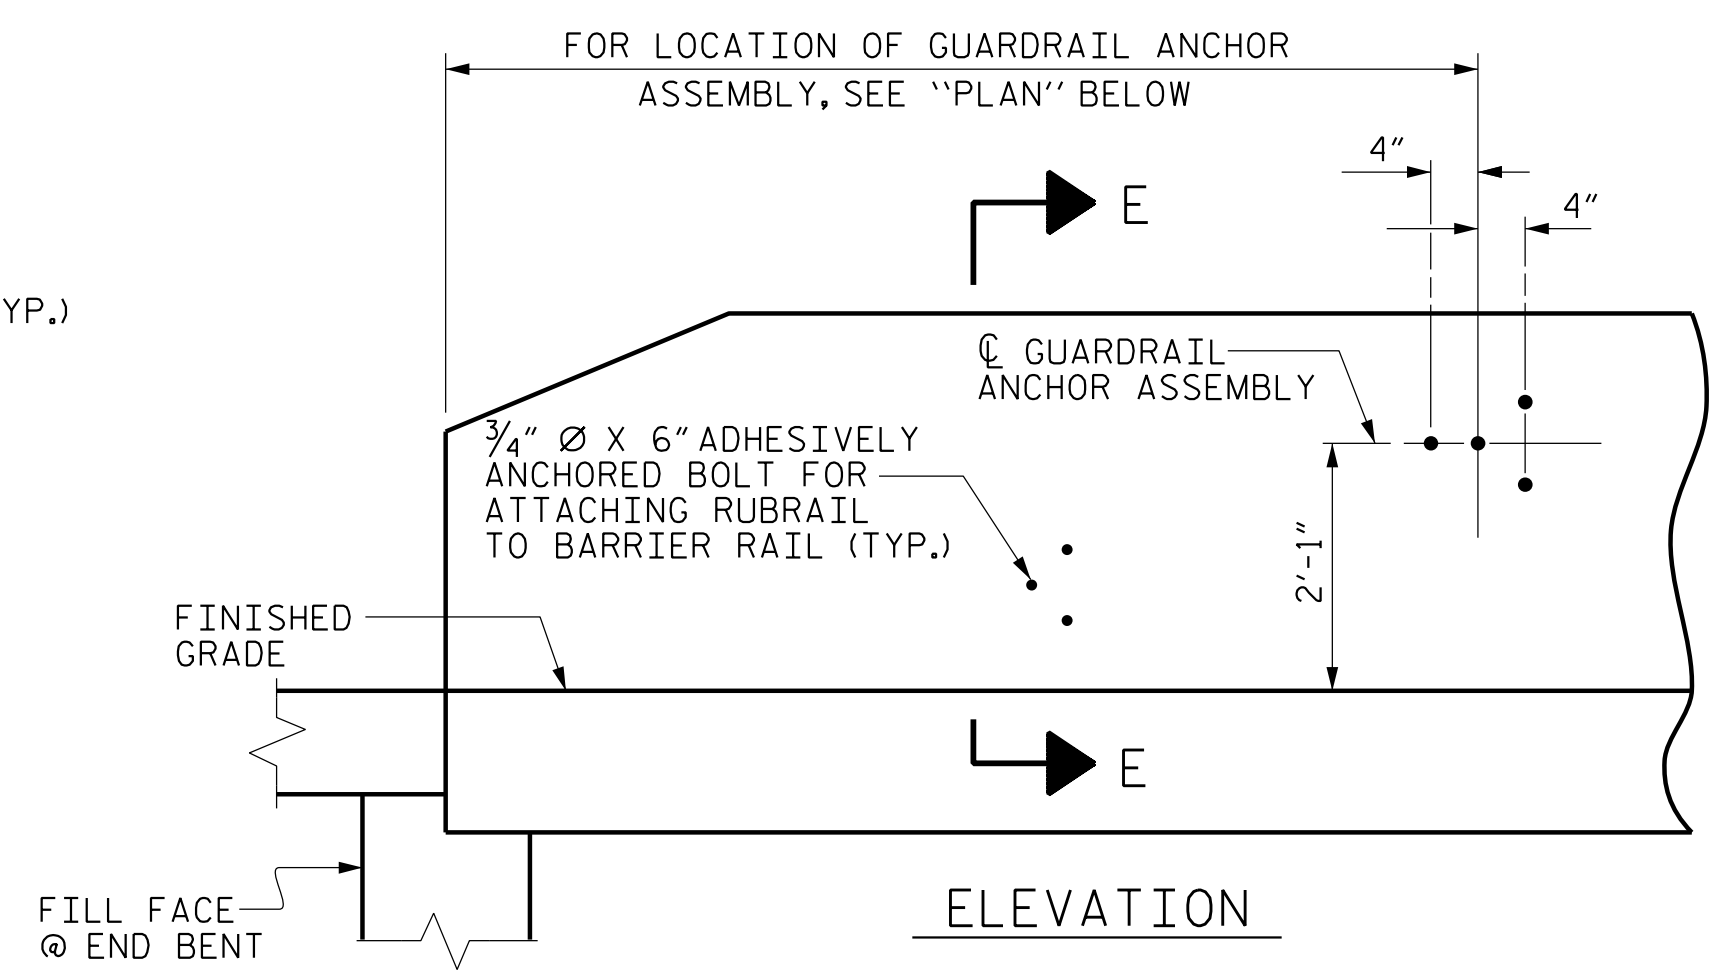 FOR LOCATION OF GUARDRAIL ANCHOR
ASSEMBLY, SEE ‘‘PLAN’’ BELOW
4"
E
4"
YP.)
℄ GUARDRAIL
ANCHOR ASSEMBLY
3/4" Ø X 6" ADHESIVELY
ANCHORED BOLT FOR
ATTACHING RUBRAIL
TO BARRIER RAIL (TYP.)
2'-1"
FINISHED
GRADE
E
FILL FACE
@ END BENT
ELEVATION